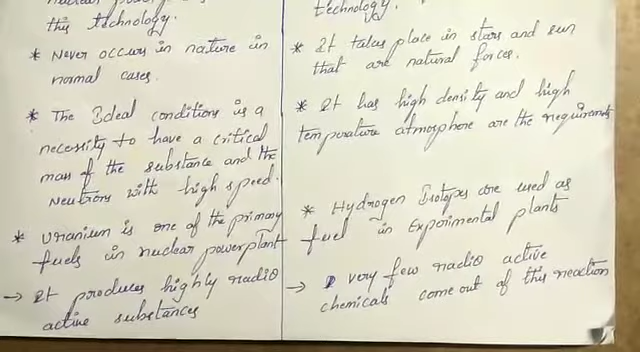 this technology.
* Never occurs in nature in
normal cases.
* The Ideal conditions is a
necessity to have a critical
mass of the substance and the
Neutrons with high speed.
* Uranium is one of the primary
fuels in nuclear powerplant
→ It produces highly radio
active substances
technology.
* It takes place in stars and sun
that are natural forces.
* It has high density and high
temperature atmosphere are the requirments
* Hydrogen Isotopes are used as
fuel in Exporimental plants
→ very few radio active
chemicals come out of this reaction